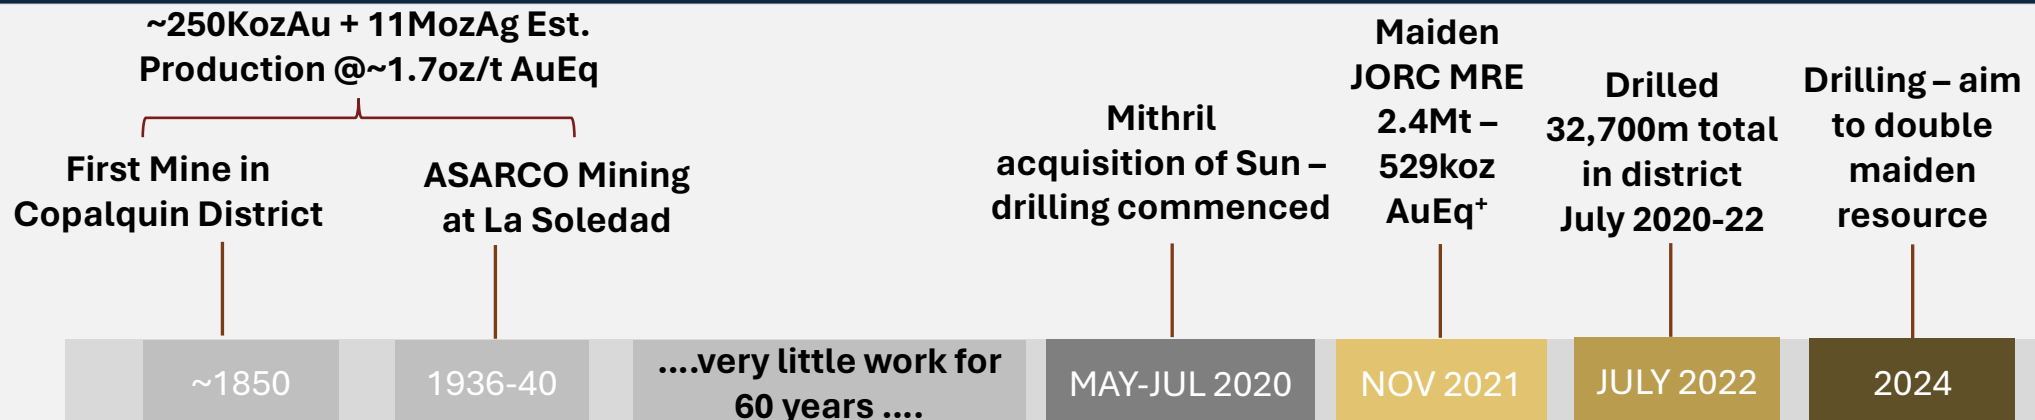 ~250KozAu + 11MozAg Est.
Production @~1.7oz/t AuEq
First Mine in
Copalquin District
ASARCO Mining
at La Soledad
Mithril
acquisition of Sun –
drilling commenced
Maiden
JORC MRE
2.4Mt –
529koz
AuEq⁺
Drilled
32,700m total
in district
July 2020-22
Drilling – aim
to double
maiden
resource
~1850
1936-40
....very little work for
60 years ....
MAY-JUL 2020
NOV 2021
JULY 2022
2024